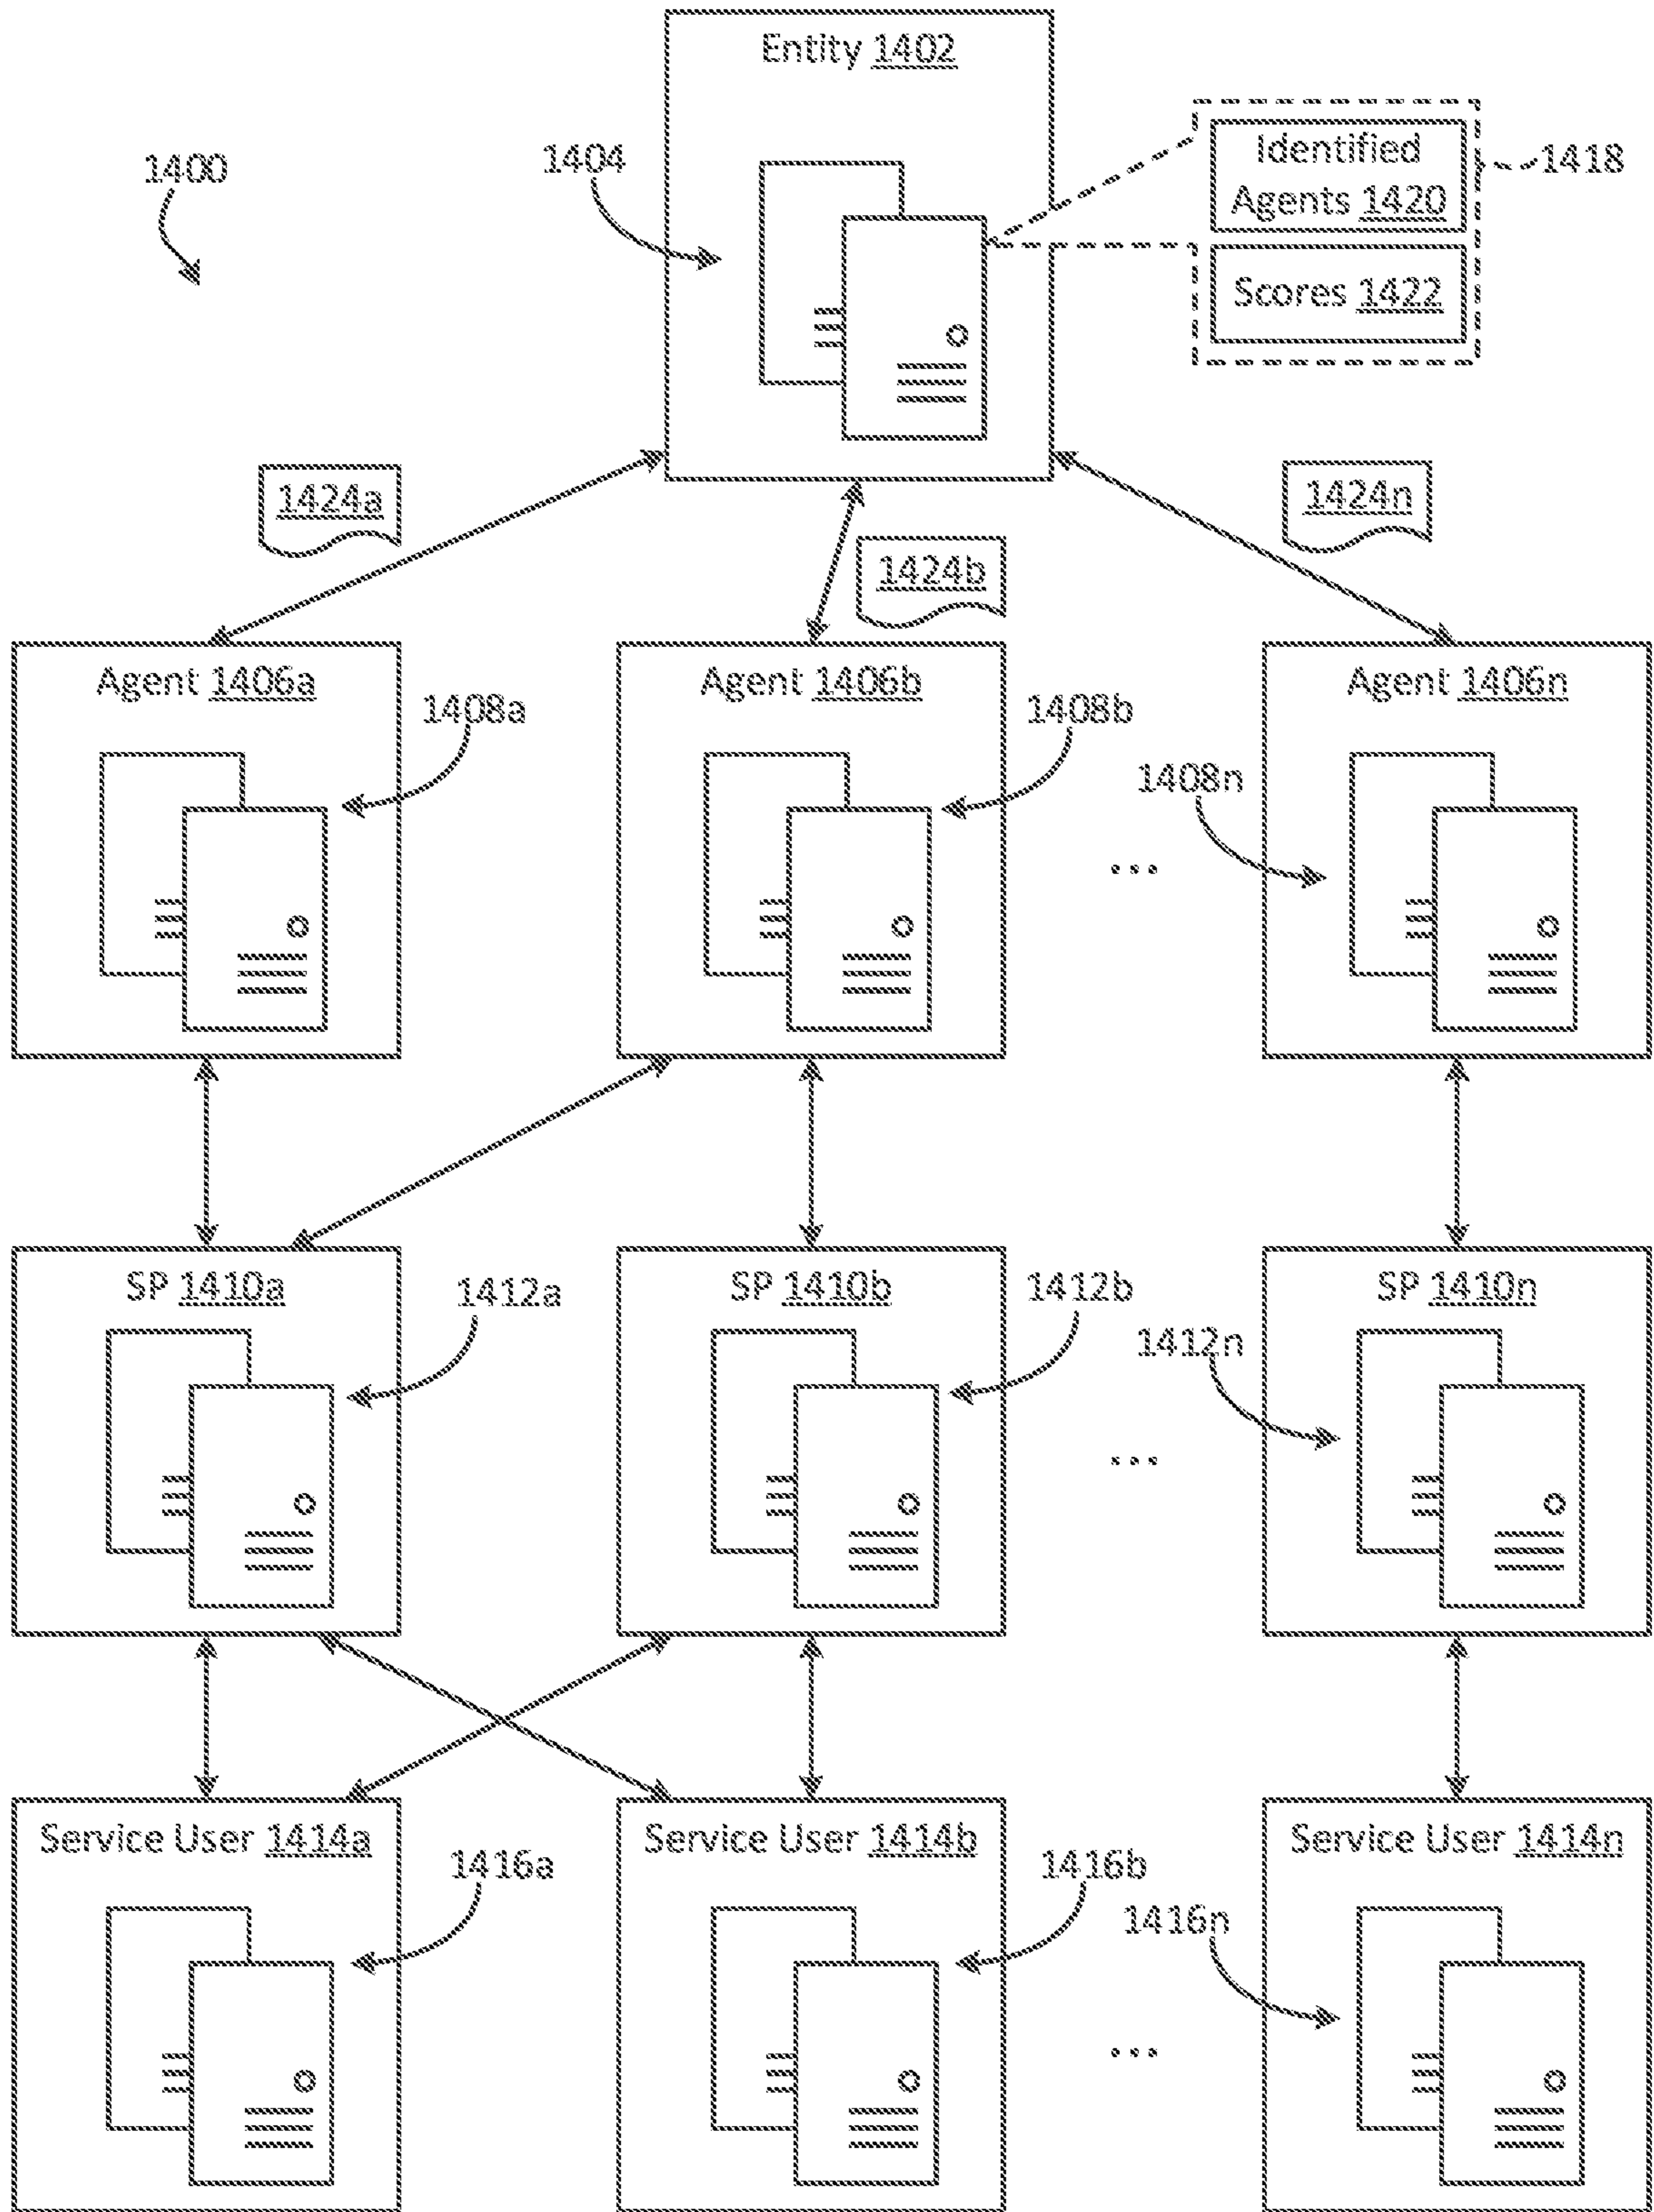 Entity 1402
1400
1404
Identified
Agents 1420
1418
Scores 1422
1424a
1424b
1424n
Agent 1406a
1408a
Agent 1406b
1408b
Agent 1406n
1408n
...
SP 1410a
1412a
SP 1410b
1412b
SP 1410n
1412n
...
Service User 1414a
1416a
Service User 1414b
1416b
Service User 1414n
1416n
...